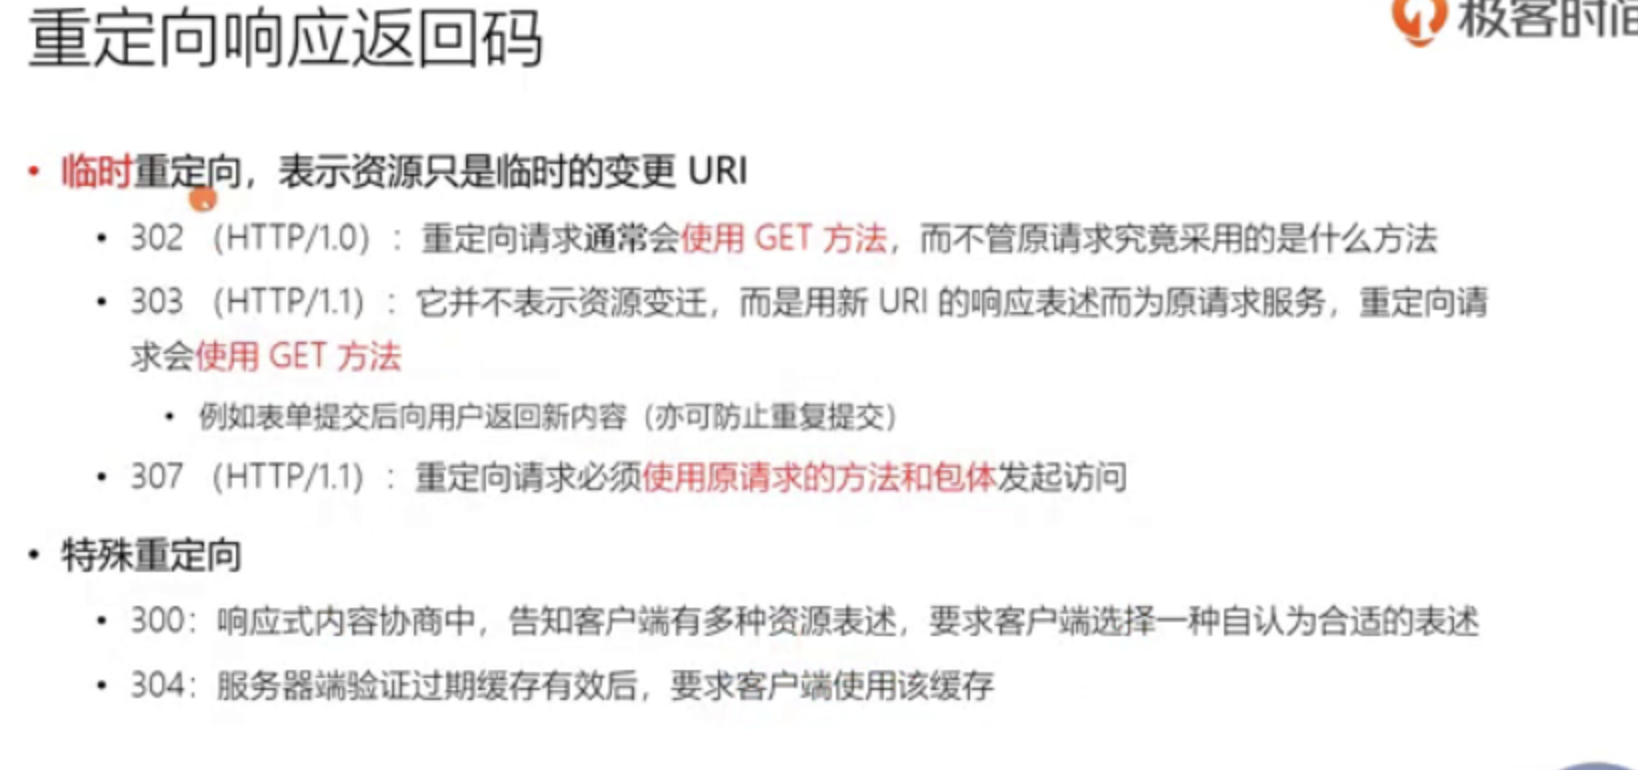 重定向响应返回码
极客时间
• 临时重定向，表示资源只是临时的变更 URI
• 302 （HTTP/1.0）：重定向请求通常会使用 GET 方法，而不管原请求究竟采用的是什么方法
• 303 （HTTP/1.1）：它并不表示资源变迁，而是用新 URI 的响应表述而为原请求服务，重定向请
求会使用 GET 方法
• 例如表单提交后向用户返回新内容（亦可防止重复提交）
• 307 （HTTP/1.1）：重定向请求必须使用原请求的方法和包体发起访问
• 特殊重定向
• 300：响应式内容协商中，告知客户端有多种资源表述，要求客户端选择一种自认为合适的表述
• 304：服务器端验证过期缓存有效后，要求客户端使用该缓存